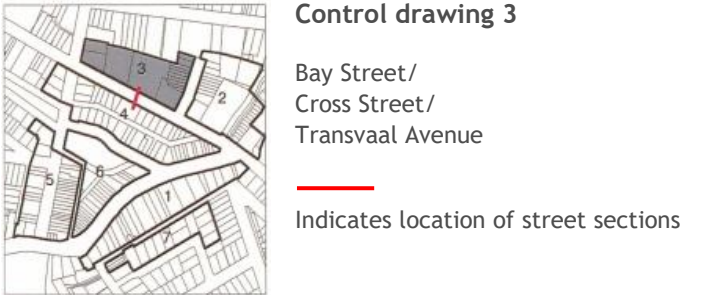 Control drawing 3
Bay Street/
Cross Street/
Transvaal Avenue
Indicates location of street sections
3
2
4
5
6
1
7